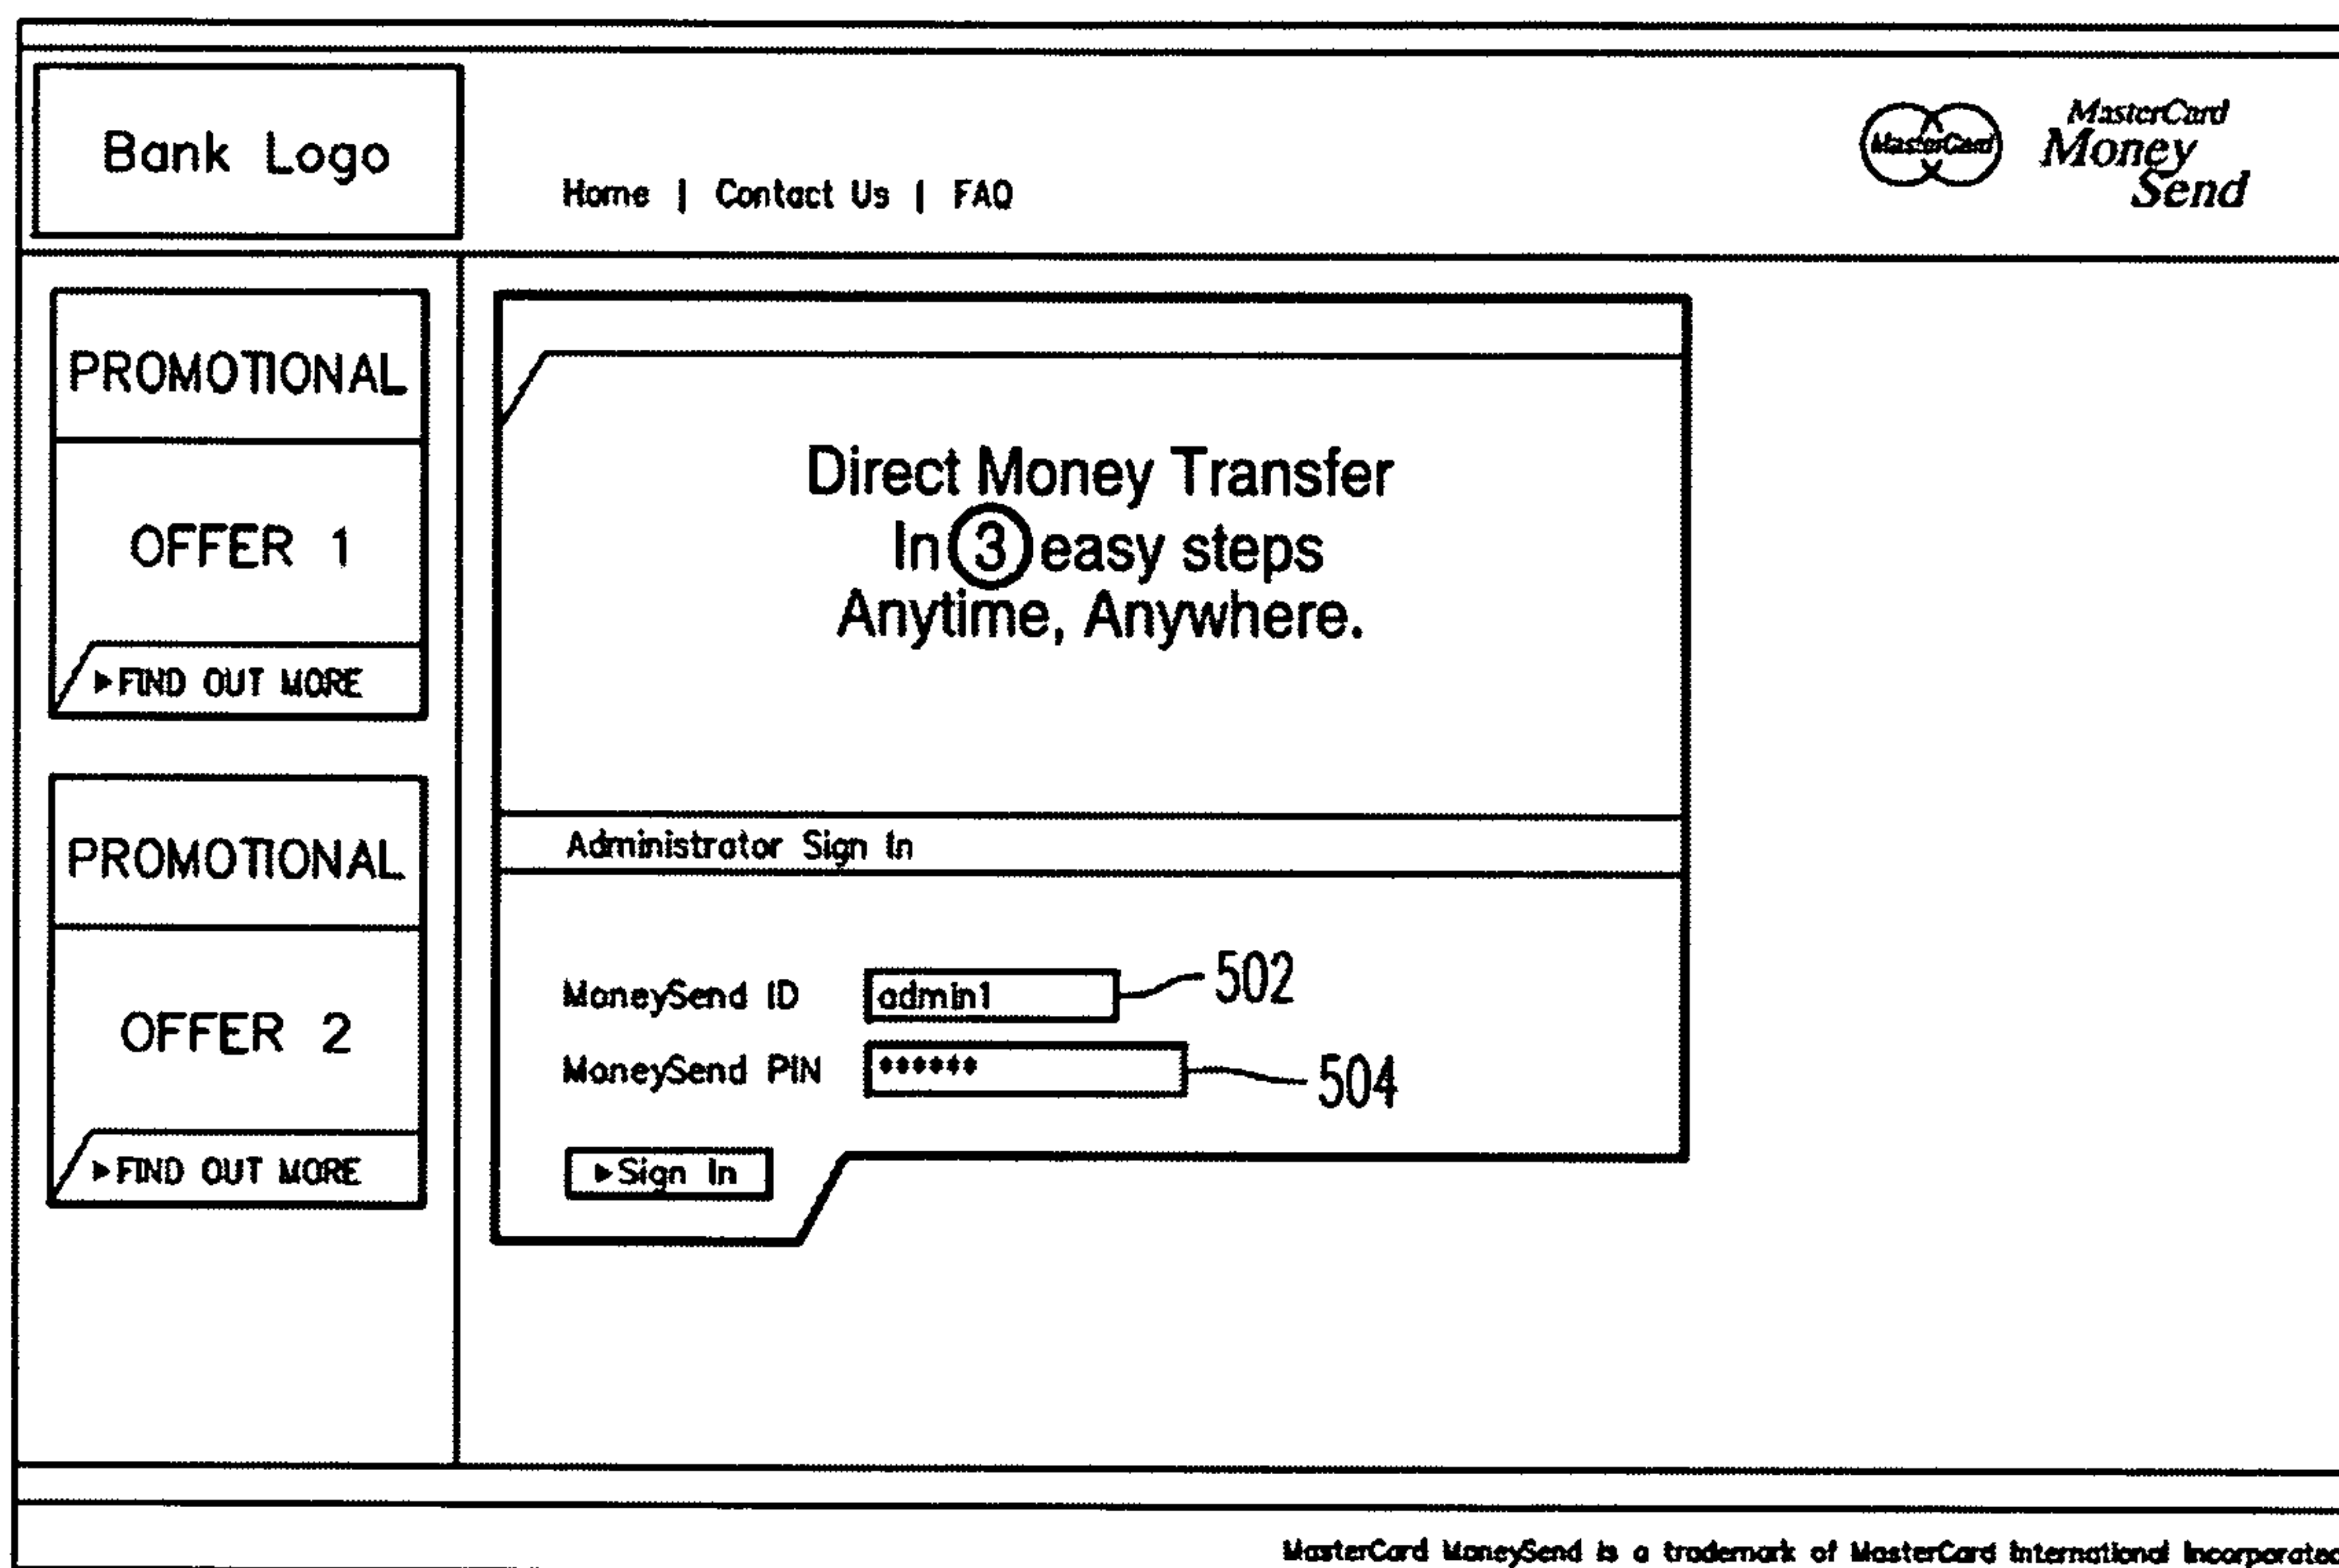 Bank Logo
Home | Contact Us | FAQ
MasterCard
MasterCard
Money
Send
PROMOTIONAL
OFFER 1
►FIND OUT MORE
PROMOTIONAL
OFFER 2
►FIND OUT MORE
Direct Money Transfer
In 3 easy steps
Anytime, Anywhere.
Administrator Sign In
MoneySend ID admin1 502
MoneySend PIN ****** 504
►Sign In
MasterCard MoneySend is a trademark of MasterCard International Incorporated